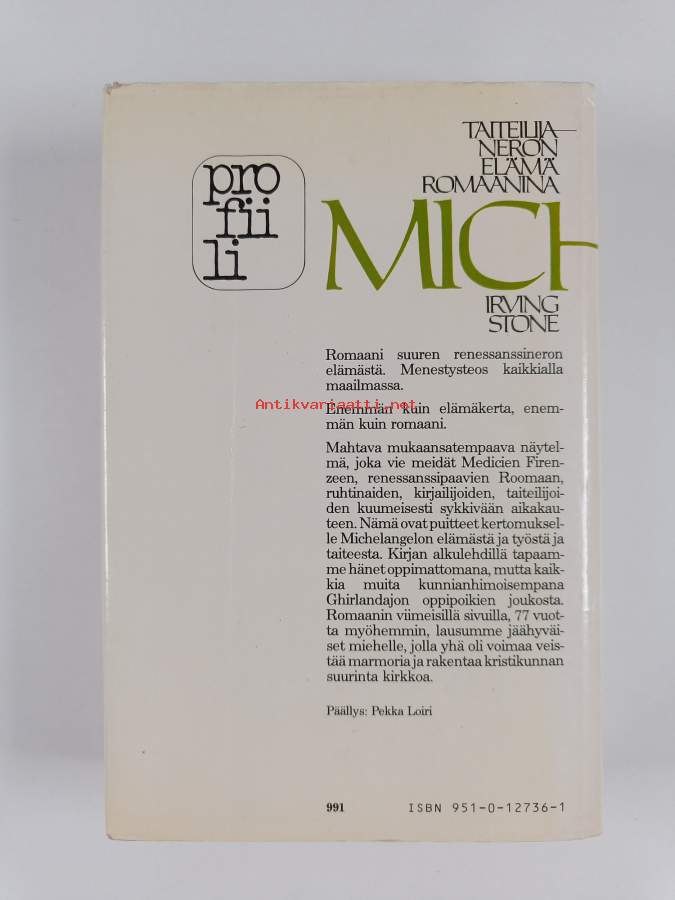 pro
fii
li
TAITEILIJA-
NERON
ELÄMÄ
ROMAANINA
MICH
IRVING
STONE
Romaani suuren renessanssineron
elämästä. Menestysteos kaikkialla
maailmassa.
Antikvariaatti.net
Enemmän kuin elämäkerta, enem-
män kuin romaani.
Mahtava mukaansatempaava näytel-
mä, joka vie meidät Medicien Firen-
zeen, renessanssipaavien Roomaan,
ruhtinaiden, kirjailijoiden, taiteilijoi-
den kuumeisesti sykkivään aikakau-
teen. Nämä ovat puitteet kertomuksel-
le Michelangelon elämästä ja työstä ja
taiteesta. Kirjan alkulehdillä tapaam-
me hänet oppimattomana, mutta kaik-
kia muita kunnianhimoisempana
Ghirlandajon oppipoikien joukosta.
Romaanin viimeisillä sivuilla, 77 vuot-
ta myöhemmin, lausumme jäähyväi-
set miehelle, jolla yhä oli voimaa veis-
tää marmoria ja rakentaa kristikunnan
suurinta kirkkoa.
Päällys: Pekka Loiri
991 ISBN 951-0-12736-1